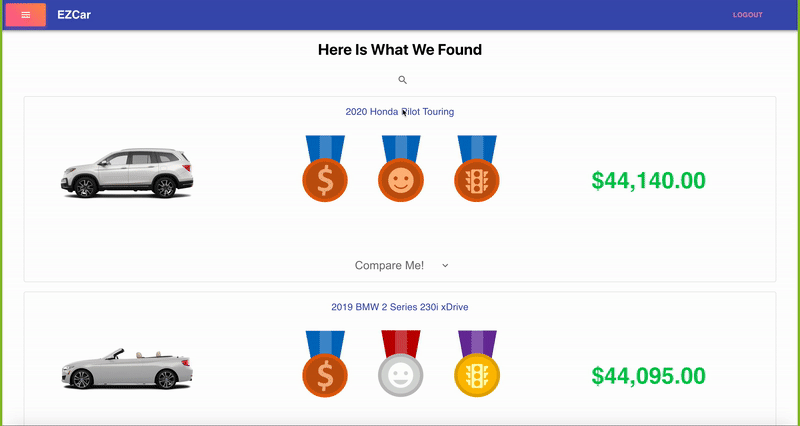 EZCar
LOGOUT
Here Is What We Found
2020 Honda Pilot Touring
$
$44,140.00
Compare Me!
2019 BMW 2 Series 230i xDrive
$
$44,095.00